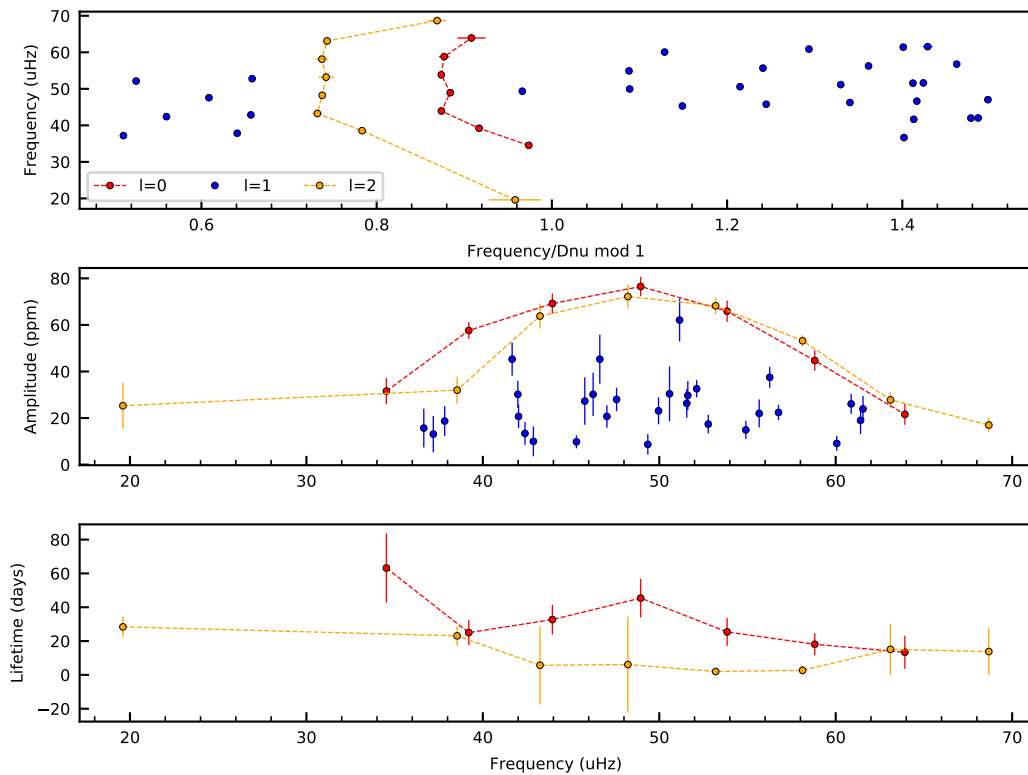 70
60
50
40
30
20
Frequency (uHz)
l=0 l=1 l=2
0.6 0.8 1.0 1.2 1.4
Frequency/Dnu mod 1
80
60
40
20
0
Amplitude (ppm)
20 30 40 50 60 70
80
60
40
20
0
−20
Lifetime (days)
20 30 40 50 60 70
Frequency (uHz)